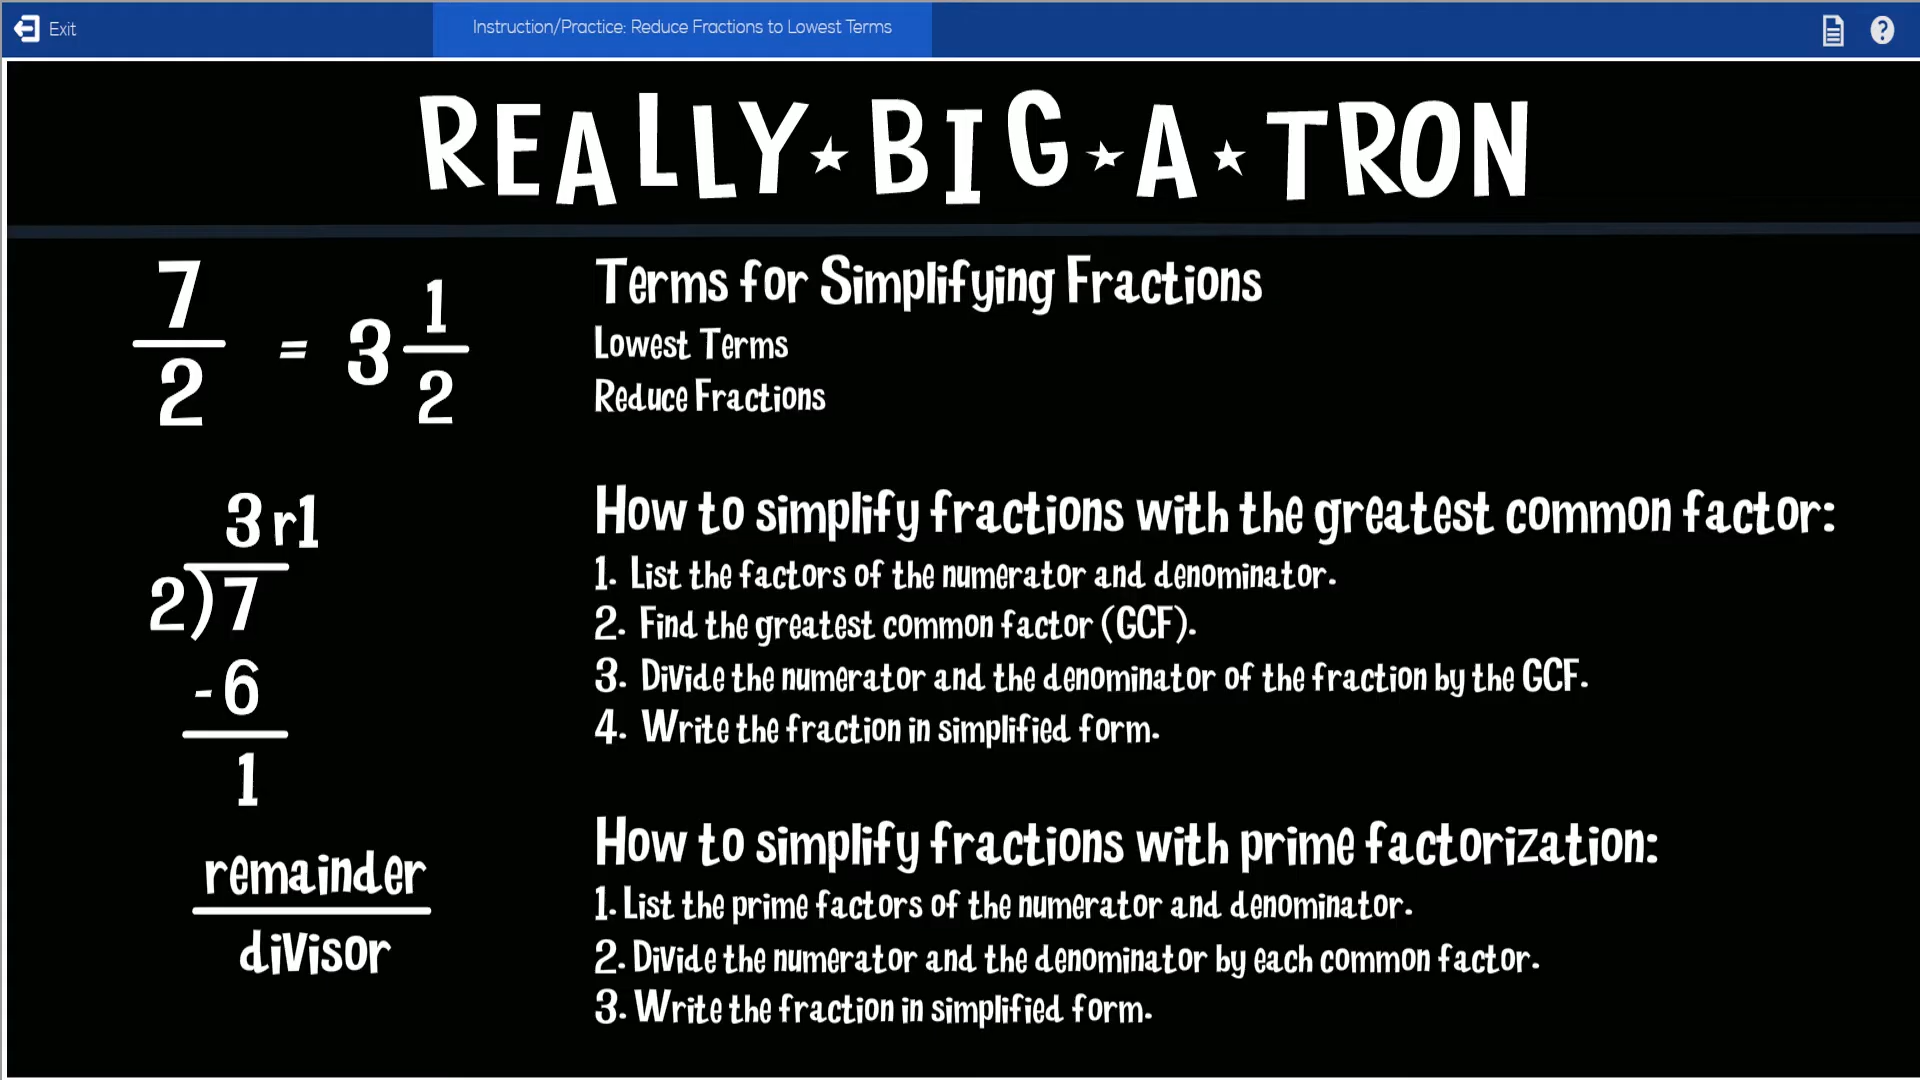 Exit
Instruction/Practice: Reduce Fractions to Lowest Terms
REALLY★BIG★A★TRON
7
2
=
3
1
2
3 r1
2)7
-6
1
remainder
divisor
Terms for Simplifying Fractions
Lowest Terms
Reduce Fractions
How to simplify fractions with the greatest common factor:
1. List the factors of the numerator and denominator.
2. Find the greatest common factor (GCF).
3. Divide the numerator and the denominator of the fraction by the GCF.
4. Write the fraction in simplified form.
How to simplify fractions with prime factorization:
1. List the prime factors of the numerator and denominator.
2. Divide the numerator and the denominator by each common factor.
3. Write the fraction in simplified form.